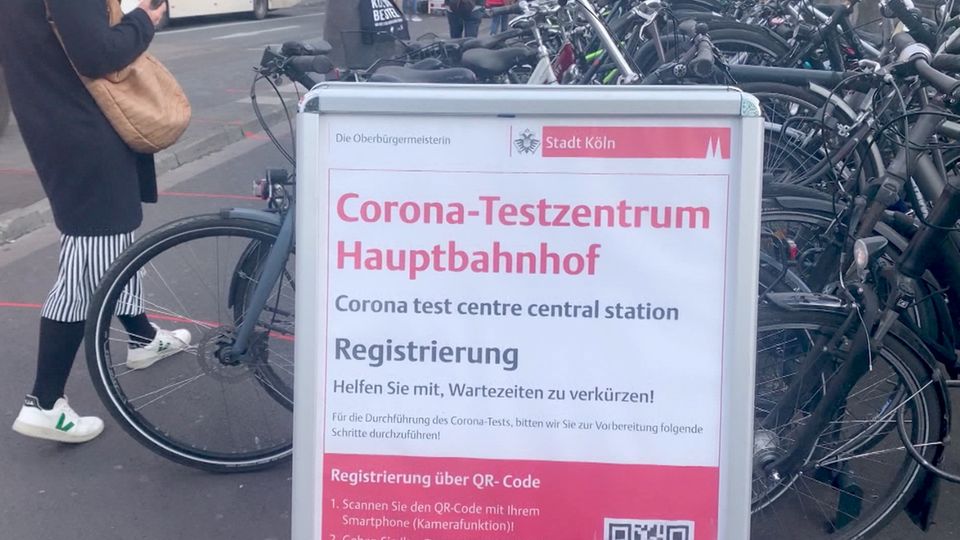 BESTEL
Die Oberbürgermeisterin
Stadt Köln
Corona-Testzentrum
Hauptbahnhof
Corona test centre central station
Registrierung
Helfen Sie mit, Wartezeiten zu verkürzen!
Für die Durchführung des Corona-Tests, bitten wir Sie zur Vorbereitung folgende
Schritte durchzuführen!
Registrierung über QR- Code
1. Scannen Sie den QR-Code mit Ihrem
Smartphone (Kamerafunktion)!